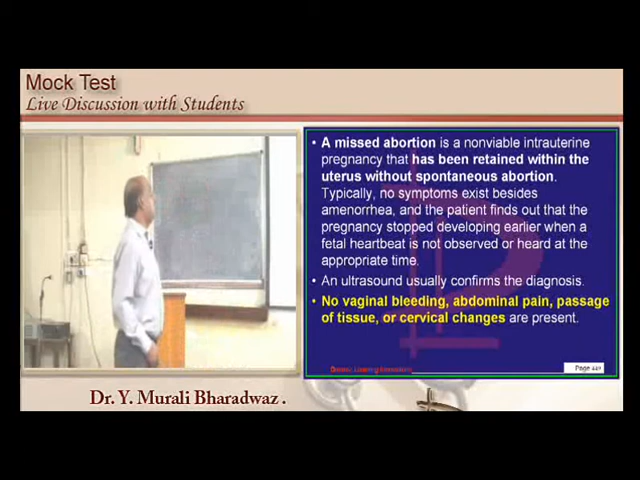 Mock Test
Live Discussion with Students
• A missed abortion is a nonviable intrauterine
pregnancy that has been retained within the
uterus without spontaneous abortion.
Typically, no symptoms exist besides
amenorrhea, and the patient finds out that the
pregnancy stopped developing earlier when a
fetal heartbeat is not observed or heard at the
appropriate time.
• An ultrasound usually confirms the diagnosis.
• No vaginal bleeding, abdominal pain, passage
of tissue, or cervical changes are present.
Page 449
Dr. Y. Murali Bharadwaz .